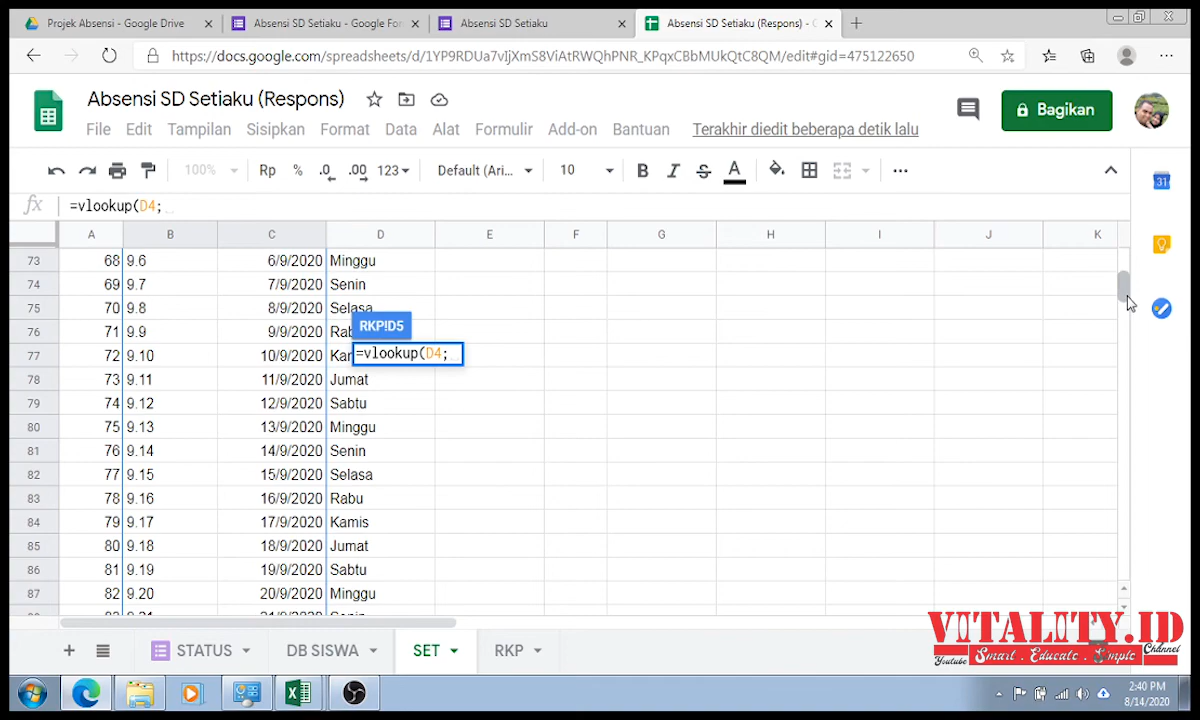 Projek Absensi - Google Drive
Absensi SD Setiaku - Google For
Absensi SD Setiaku
Absensi SD Setiaku (Respons) - G
https://docs.google.com/spreadsheets/d/1YP9RDUa7vIjXmS8ViAtRWQhPNR_KPqxCBbMUkQtC8QM/edit#gid=475122650
Absensi SD Setiaku (Respons)
File Edit Tampilan Sisipkan Format Data Alat Formulir Add-on Bantuan Terakhir diedit beberapa detik lalu
Bagikan
100% Rp % .0 .00 123 Default (Ari... 10 B I S A ...
31
fx =vlookup(D4;
A B C D E F G H I J K
73 68 9.6 6/9/2020 Minggu
74 69 9.7 7/9/2020 Senin
75 70 9.8 8/9/2020 Selasa
RKP!D5
76 71 9.9 9/9/2020 Rab
77 72 9.10 10/9/2020 Kam =vlookup(D4;
78 73 9.11 11/9/2020 Jumat
79 74 9.12 12/9/2020 Sabtu
80 75 9.13 13/9/2020 Minggu
81 76 9.14 14/9/2020 Senin
82 77 9.15 15/9/2020 Selasa
83 78 9.16 16/9/2020 Rabu
84 79 9.17 17/9/2020 Kamis
85 80 9.18 18/9/2020 Jumat
86 81 9.19 19/9/2020 Sabtu
87 82 9.20 20/9/2020 Minggu
STATUS DB SISWA SET RKP
VITALITY.ID
Youtube Smart . Educate . Simple Channel
2:40 PM
8/14/2020